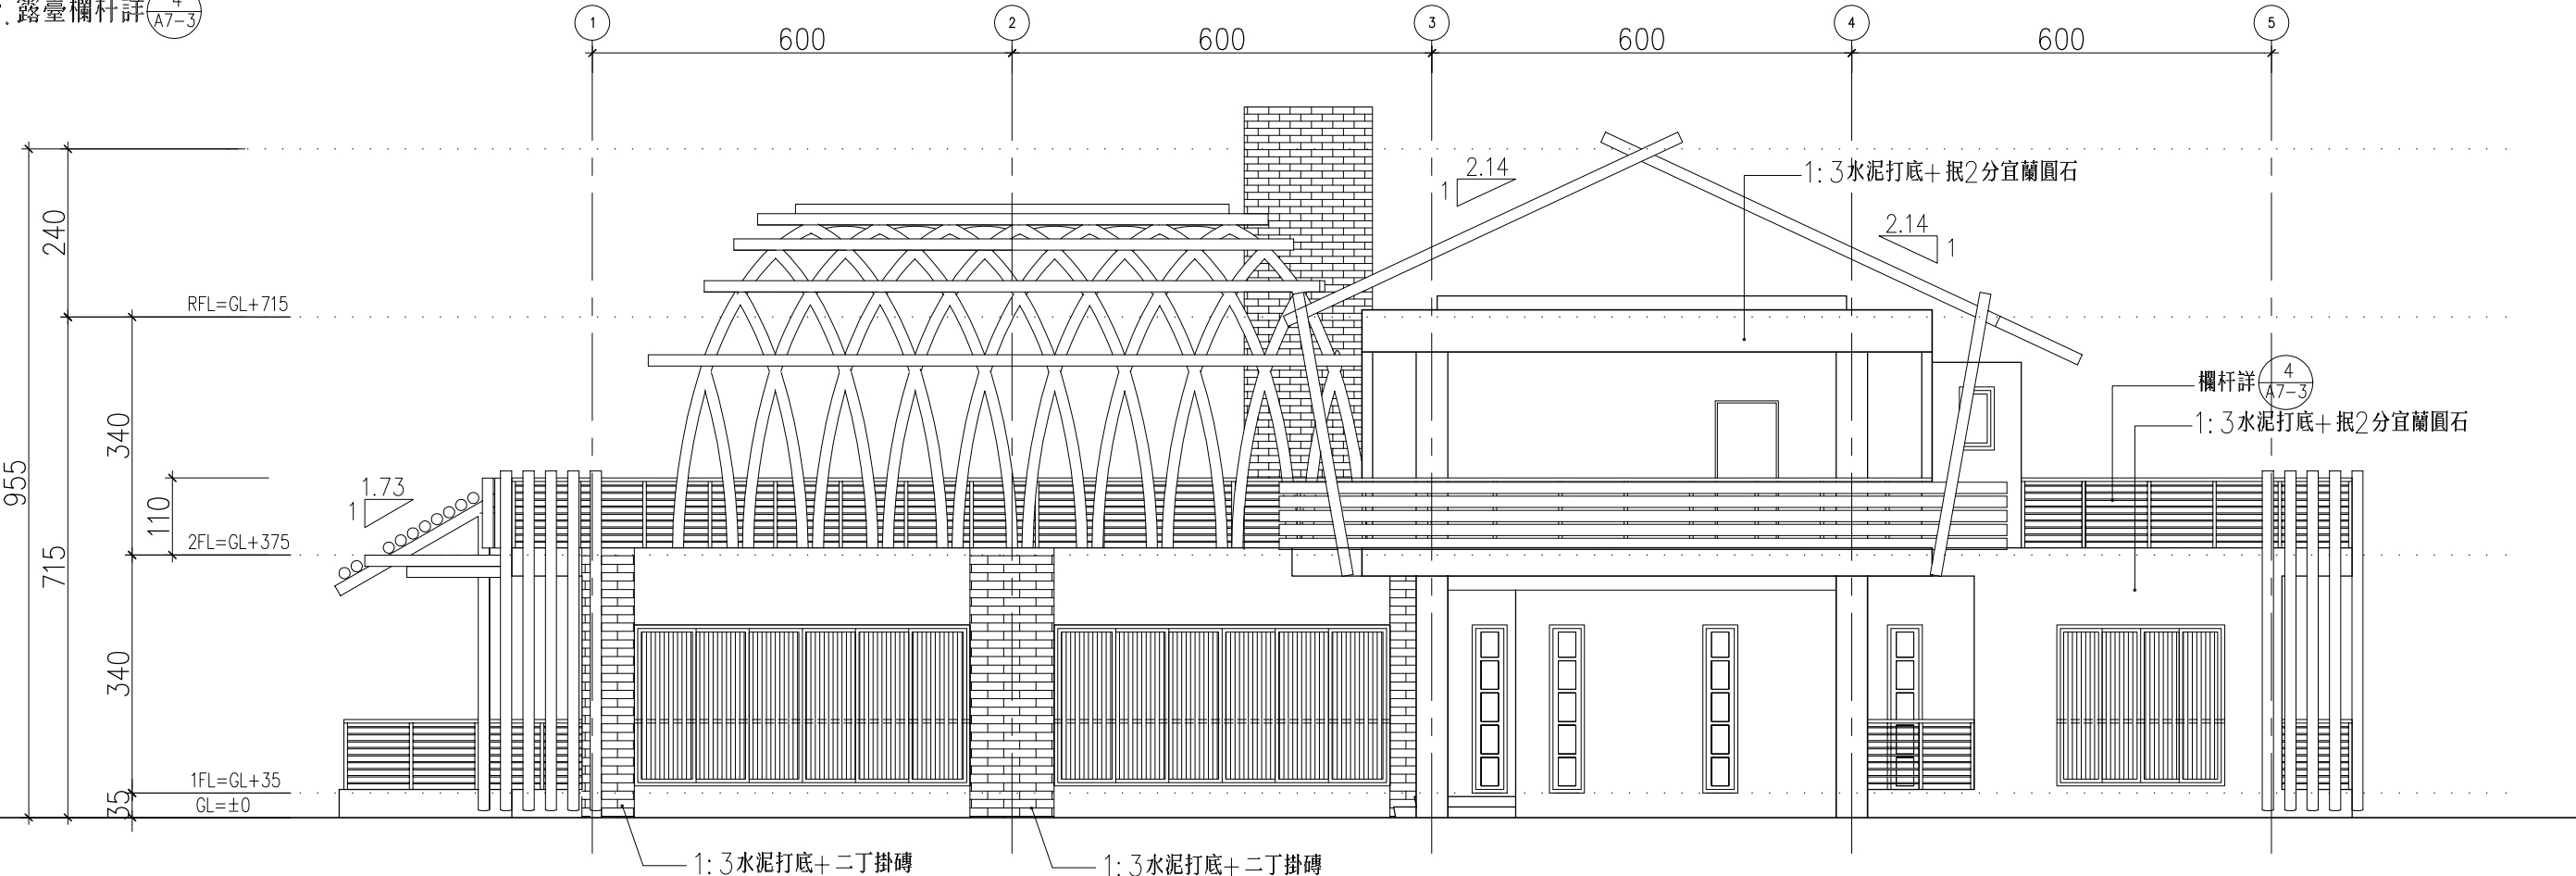 露臺欄杆詳 4
A7-3
1 2 3 4 5
600 600 600 600
2.14
1
1:3水泥打底+抿2分宜蘭圓石
2.14
1
240
RFL=GL+715
340
955
欄杆詳 4
A7-3
1:3水泥打底+抿2分宜蘭圓石
1.73
1
110
2FL=GL+375
715
340
1FL=GL+35
GL=±0
35
1:3水泥打底+二丁掛磚
1:3水泥打底+二丁掛磚